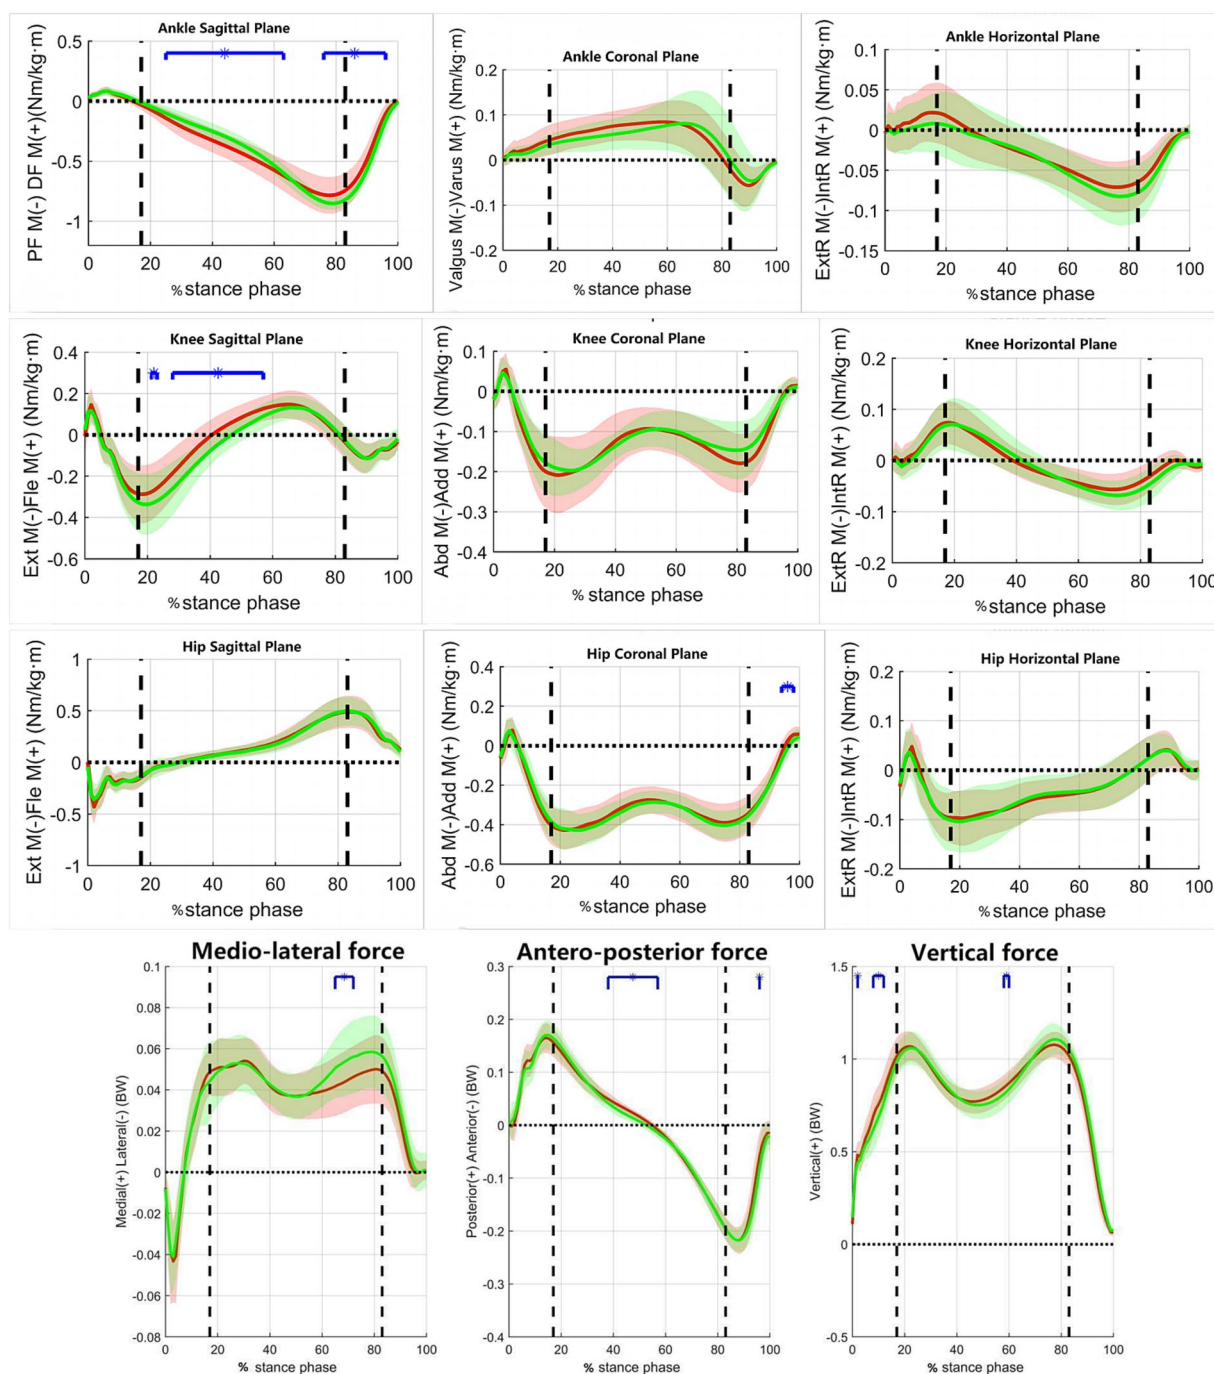 Ankle Sagittal Plane
PF M(-) DF M(+)(Nm/kg·m)
0.5
0
-0.5
-1
0 20 40 60 80 100
% stance phase
Ankle Coronal Plane
Valgus M(-)Varus M(+) (Nm/kg·m)
0.2
0.1
0
-0.1
-0.2
0 20 40 60 80 100
% stance phase
Ankle Horizontal Plane
ExtR M(-)IntR M(+) (Nm/kg·m)
0.1
0.05
0
-0.05
-0.1
-0.15
0 20 40 60 80 100
% stance phase
Knee Sagittal Plane
Ext M(-)Fle M(+) (Nm/kg·m)
0.4
0.2
0
-0.2
-0.4
-0.6
0 20 40 60 80 100
% stance phase
Knee Coronal Plane
Abd M(-)Add M(+) (Nm/kg·m)
0.1
0
-0.1
-0.2
-0.3
-0.4
0 20 40 60 80 100
% stance phase
Knee Horizontal Plane
ExtR M(-)IntR M(+) (Nm/kg·m)
0.2
0.1
0
-0.1
-0.2
0 20 40 60 80 100
% stance phase
Hip Sagittal Plane
Ext M(-)Fle M(+) (Nm/kg·m)
1
0.5
0
-0.5
-1
0 20 40 60 80 100
% stance phase
Hip Coronal Plane
Abd M(-)Add M(+) (Nm/kg·m)
0.4
0.2
0
-0.2
-0.4
-0.6
0 20 40 60 80 100
% stance phase
Hip Horizontal Plane
ExtR M(-)IntR M(+) (Nm/kg·m)
0.2
0.1
0
-0.1
-0.2
0 20 40 60 80 100
% stance phase
Medio-lateral force
Medial(+) Lateral(-) (BW)
0.1
0.08
0.06
0.04
0.02
0
-0.02
-0.04
-0.06
-0.08
0 20 40 60 80 100
% stance phase
Antero-posterior force
Posterior(+) Anterior(-) (BW)
0.3
0.2
0.1
0
-0.1
-0.2
-0.3
-0.4
0 20 40 60 80 100
% stance phase
Vertical force
Vertical(+) (BW)
1.5
1
0.5
0
-0.5
0 20 40 60 80 100
% stance phase